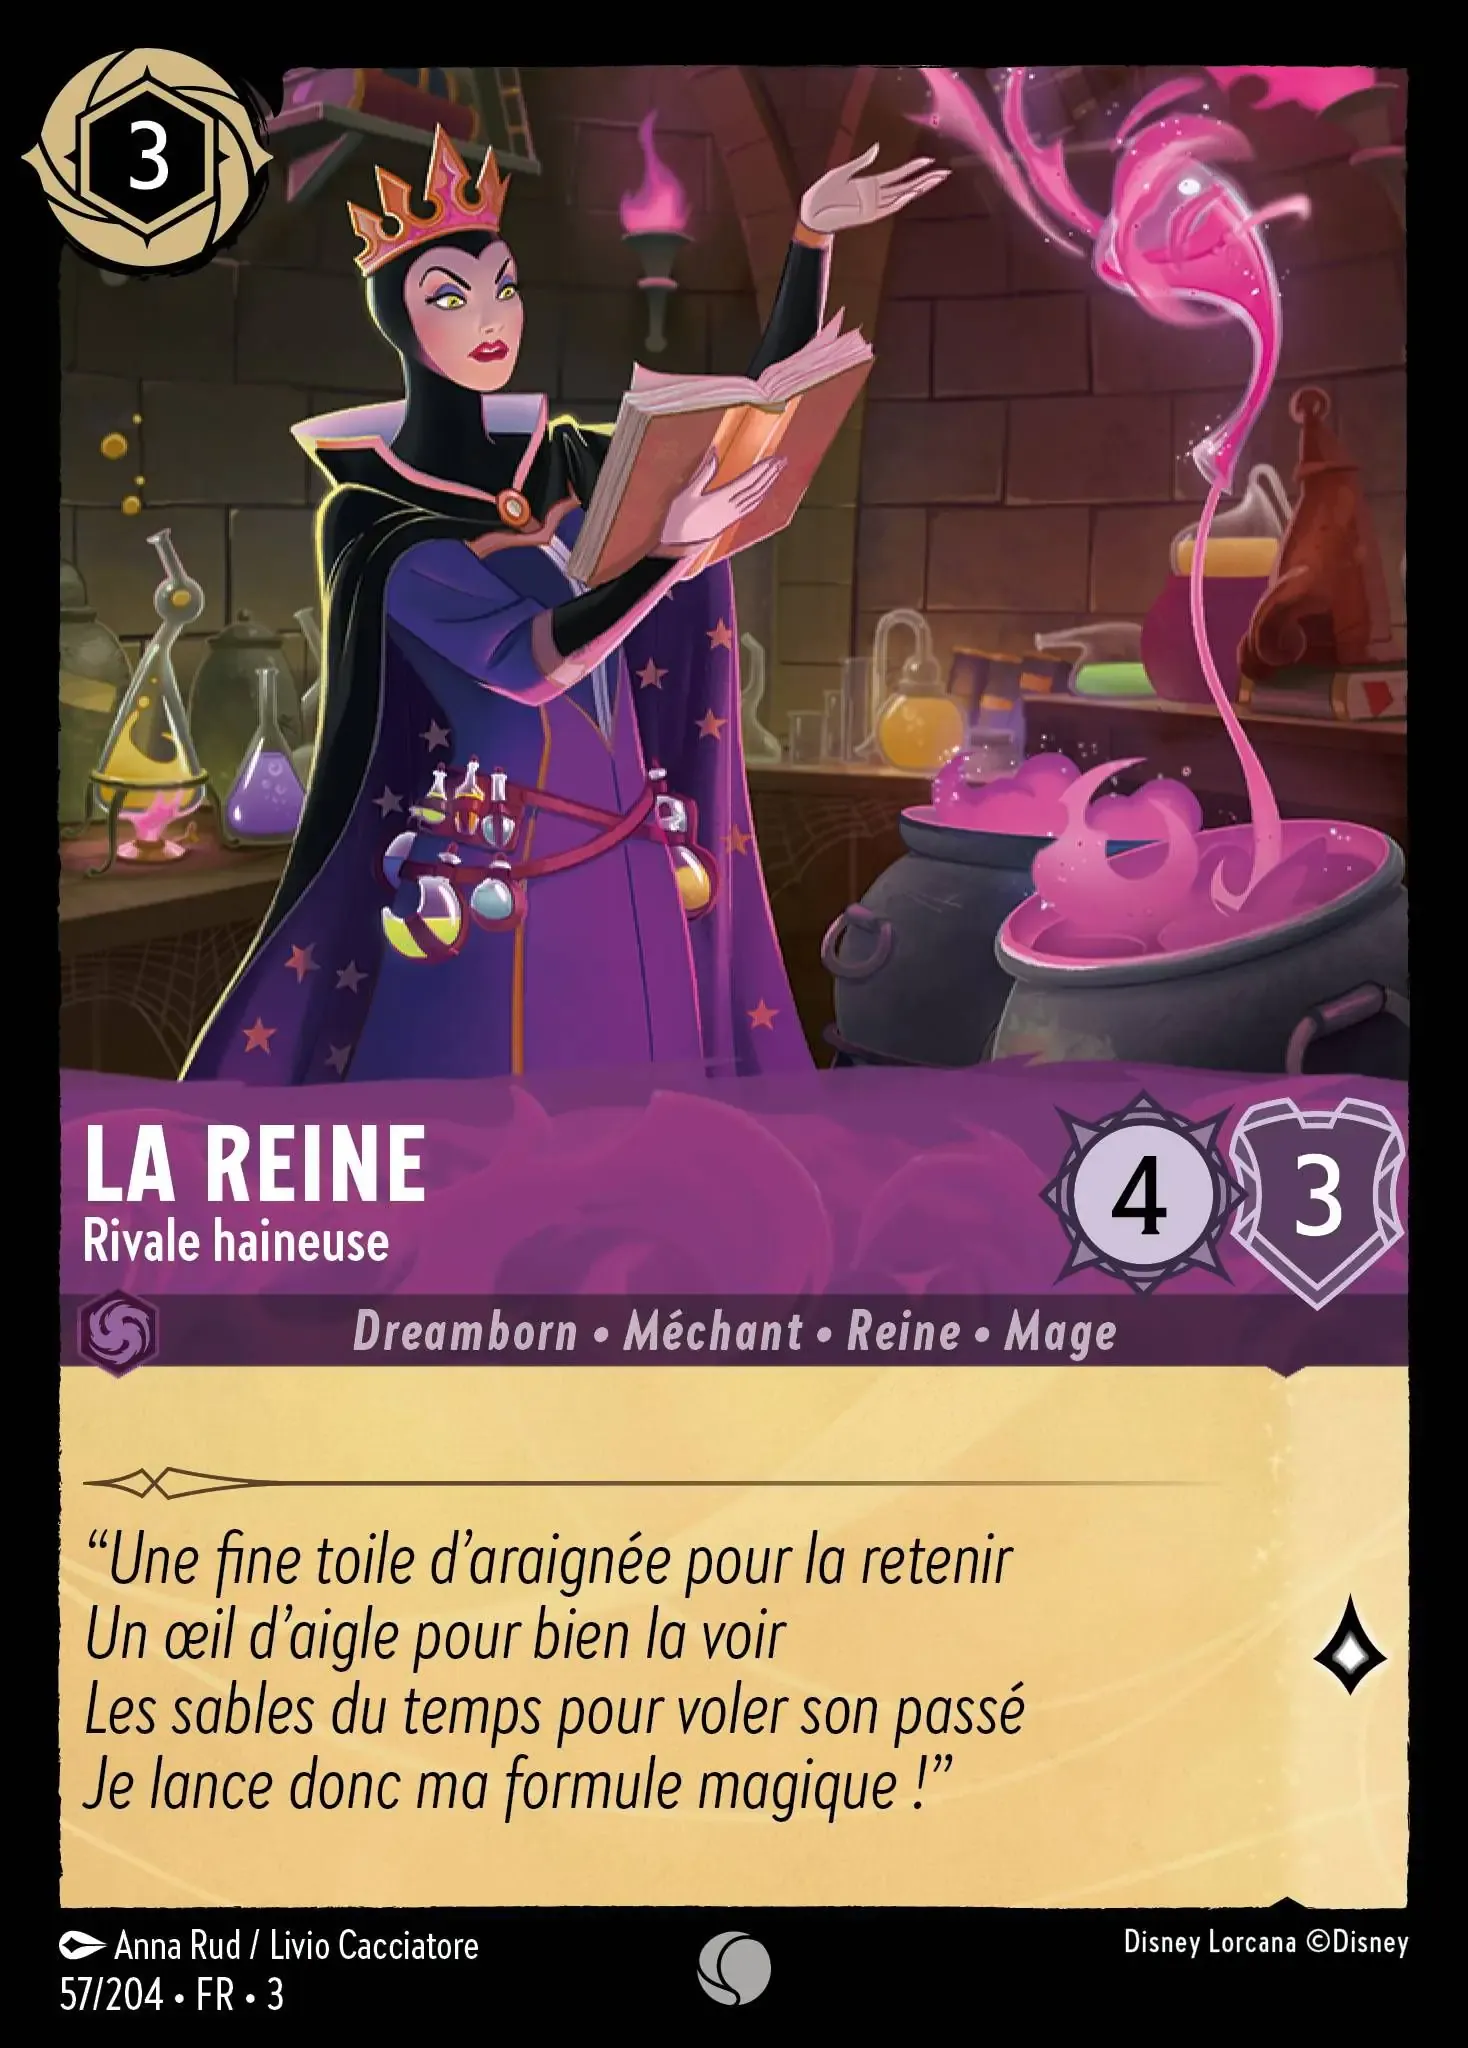 3
LA REINE
Rivale haineuse
4
3
Dreamborn • Méchant • Reine • Mage
“Une fine toile d’araignée pour la retenir
Un œil d’aigle pour bien la voir
Les sables du temps pour voler son passé
Je lance donc ma formule magique !”
Anna Rud / Livio Cacciatore
Disney Lorcana ©Disney
57/204 • FR • 3